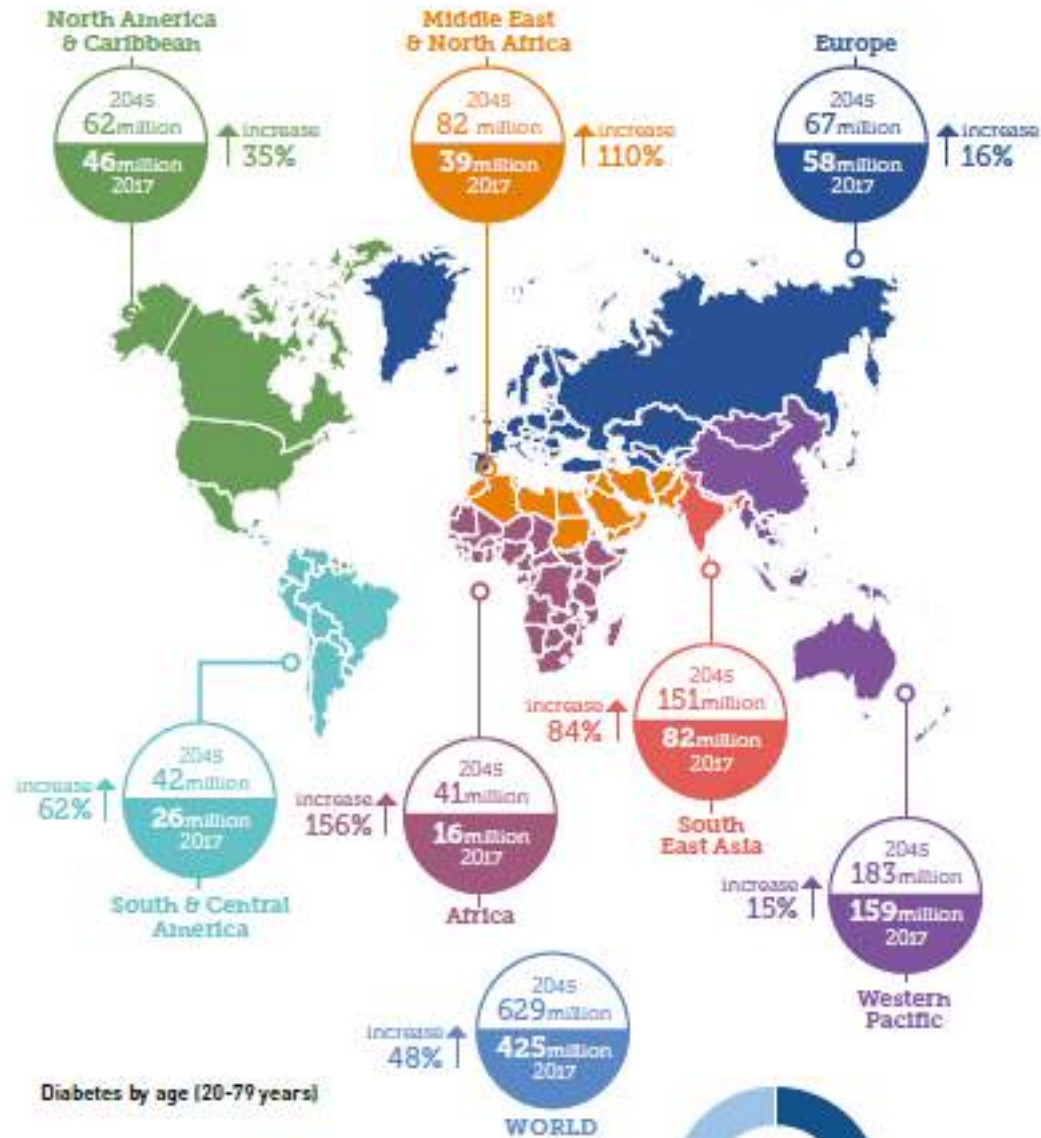 North America
& Caribbean
2045
62million
46million
2017
increase
35%
Middle East
& North Africa
2045
82 million
39million
2017
increase
110%
Europe
2045
67million
58million
2017
increase
16%
increase
84%
2045
151million
82million
2017
South
East Asia
increase
62%
2045
42million
26million
2017
South & Central
America
increase
156%
2045
41million
16million
2017
Africa
increase
15%
2045
183million
159million
2017
Western
Pacific
increase
48%
2045
629million
425million
2017
WORLD
Diabetes by age (20-79 years)